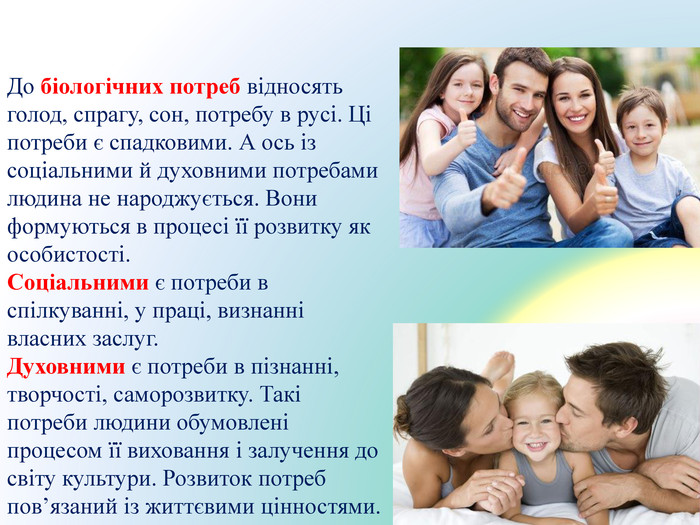 До біологічних потреб відносять
голод, спрагу, сон, потребу в русі. Ці
потреби є спадковими. А ось із
соціальними й духовними потребами
людина не народжується. Вони
формуються в процесі її розвитку як
особистості.
Соціальними є потреби в
спілкуванні, у праці, визнанні
власних заслуг.
Духовними є потреби в пізнанні,
творчості, саморозвитку. Такі
потреби людини обумовлені
процесом її виховання і залучення до
світу культури. Розвиток потреб
пов’язаний із життєвими цінностями.